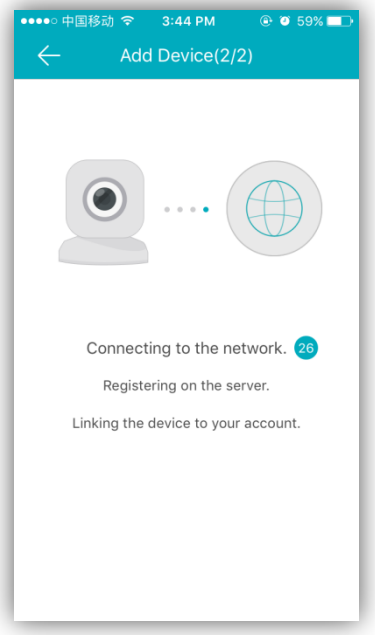 中国移动 3:44 PM 59%
Add Device(2/2)
Connecting to the network. 26
Registering on the server.
Linking the device to your account.